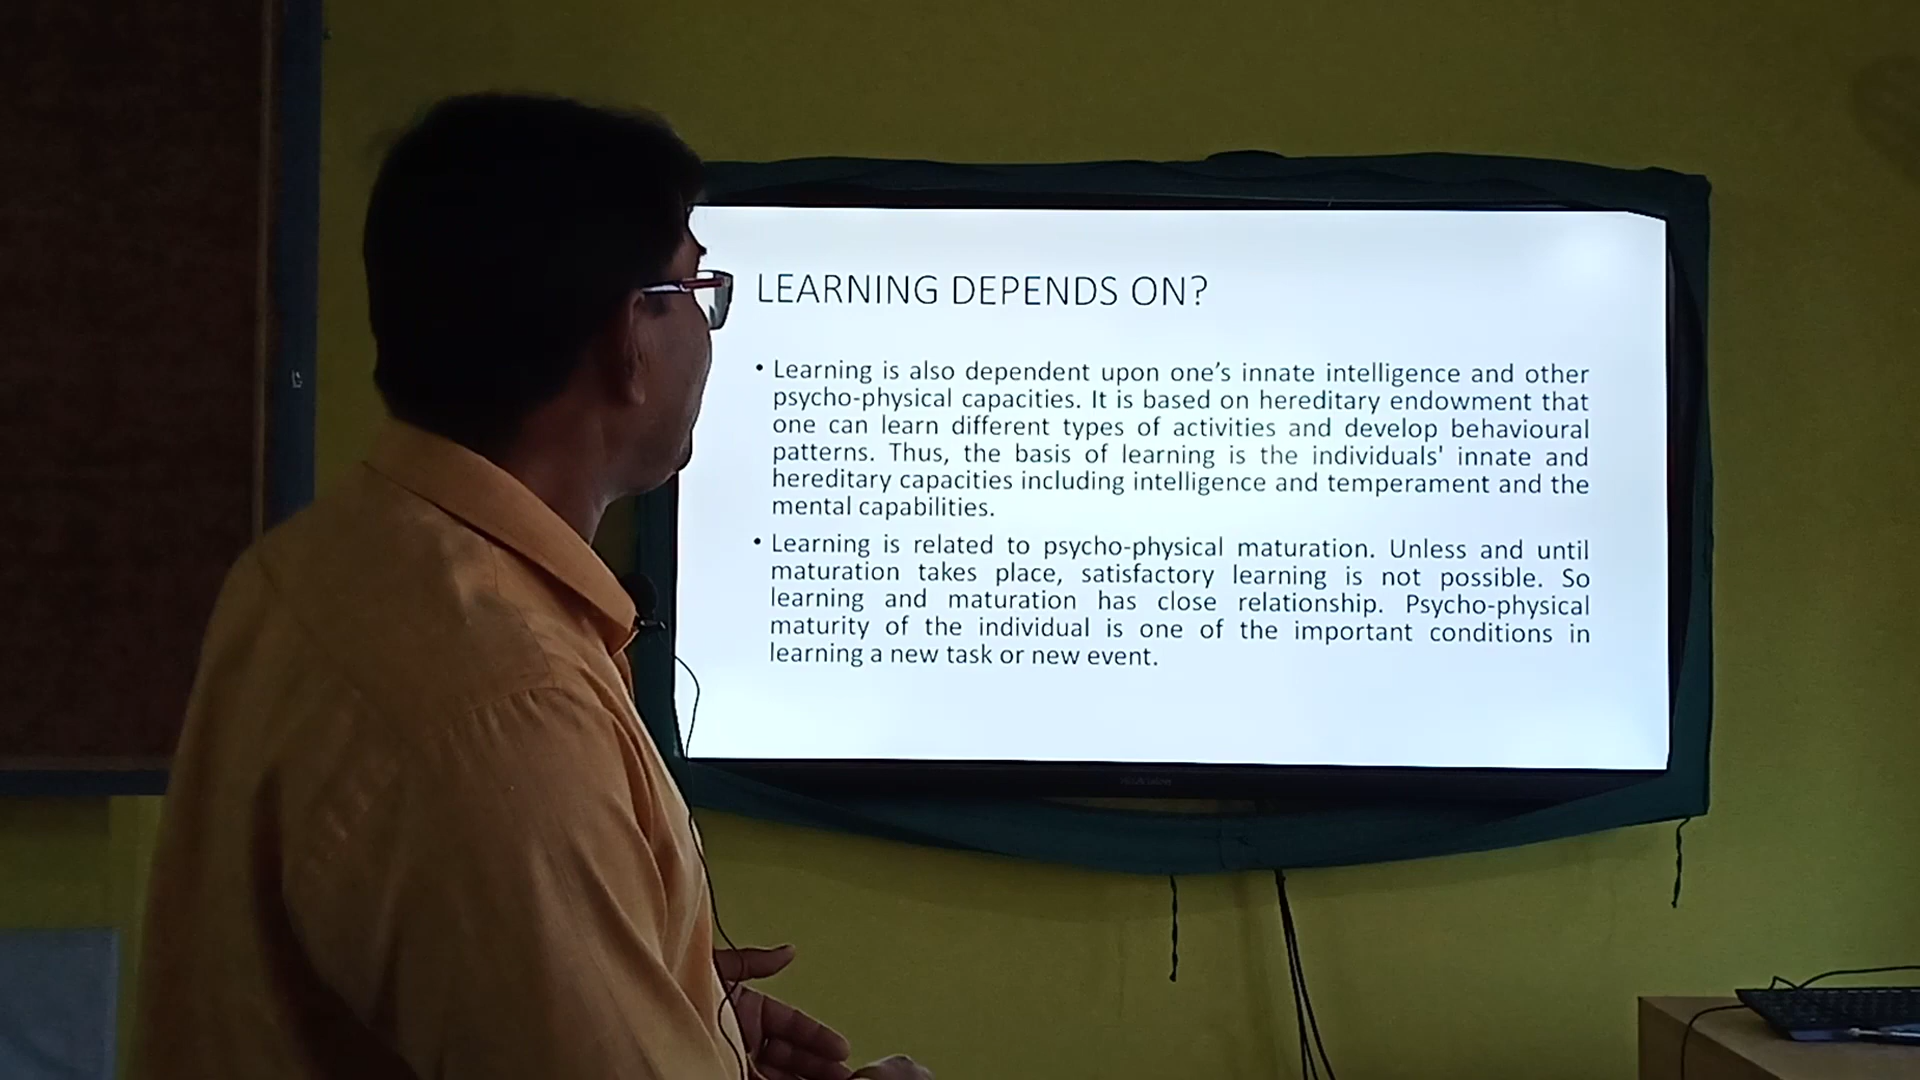 LEARNING DEPENDS ON?
• Learning is also dependent upon one’s innate intelligence and other
psycho-physical capacities. It is based on hereditary endowment that
one can learn different types of activities and develop behavioural
patterns. Thus, the basis of learning is the individuals' innate and
hereditary capacities including intelligence and temperament and the
mental capabilities.
• Learning is related to psycho-physical maturation. Unless and until
maturation takes place, satisfactory learning is not possible. So
learning and maturation has close relationship. Psycho-physical
maturity of the individual is one of the important conditions in
learning a new task or new event.